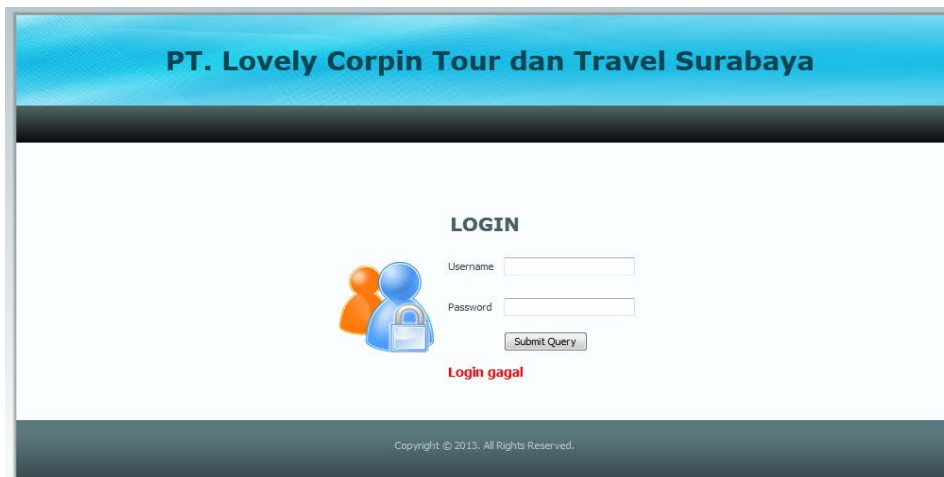 PT. Lovely Corpin Tour dan Travel Surabaya
LOGIN
Username
Password
Submit Query
Login gagal
Copyright © 2013. All Rights Reserved.